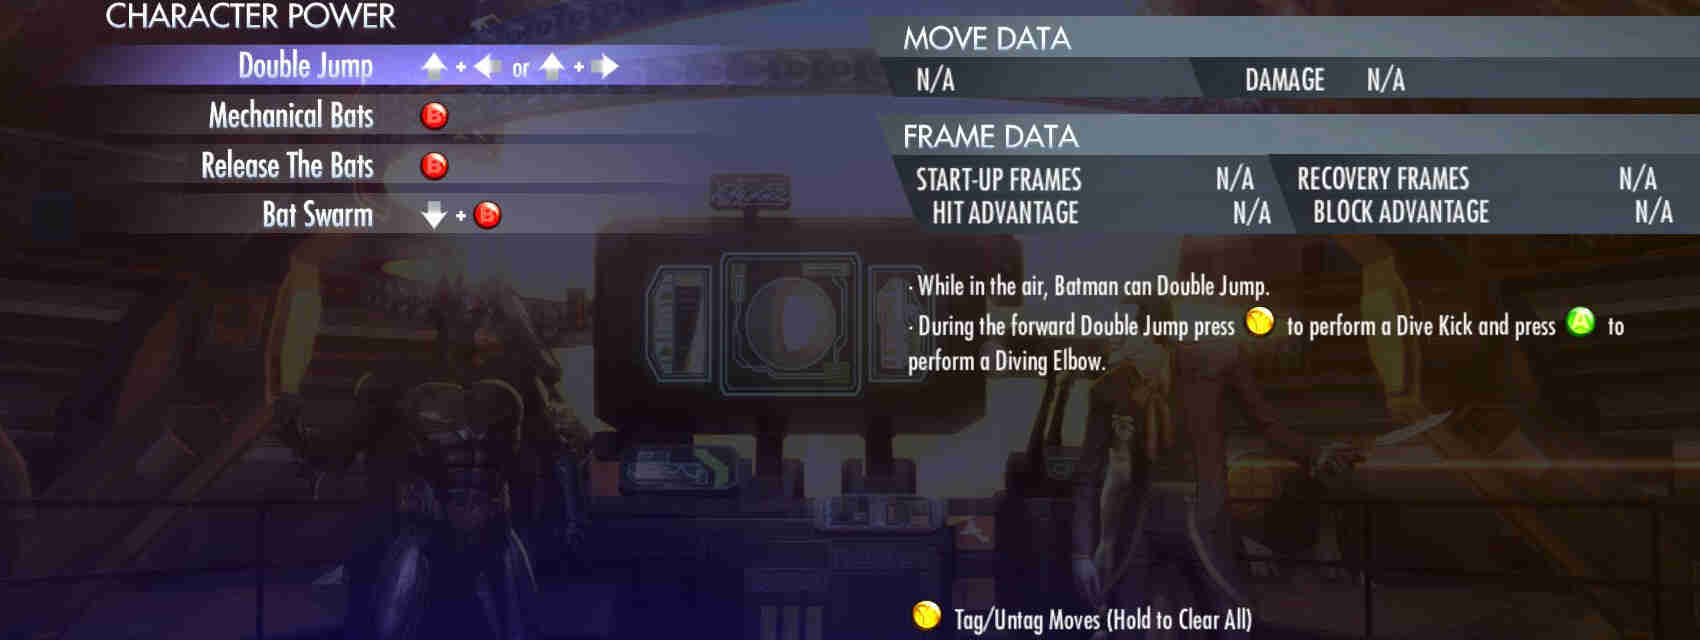 CHARACTER POWER
Double Jump + or +
Mechanical Bats B
Release The Bats B
Bat Swarm + B
MOVE DATA
N/A DAMAGE N/A
FRAME DATA
START-UP FRAMES N/A RECOVERY FRAMES N/A
HIT ADVANTAGE N/A BLOCK ADVANTAGE N/A
· While in the air, Batman can Double Jump.
· During the forward Double Jump press Y to perform a Dive Kick and press A to
perform a Diving Elbow.
Y Tag/Untag Moves (Hold to Clear All)